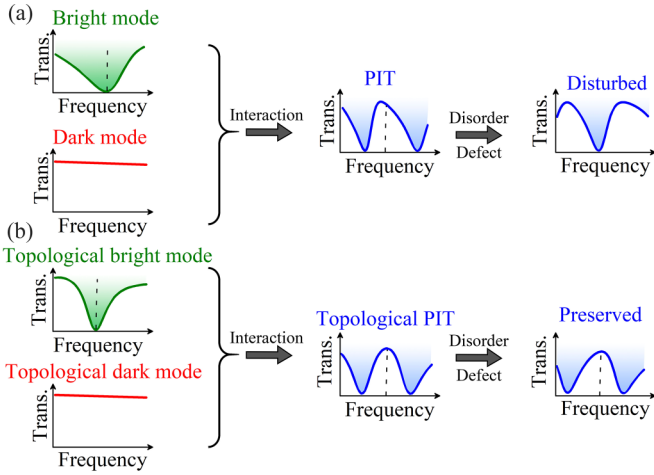 (a)
Bright mode
Trans.
Frequency
Dark mode
Trans.
Frequency
Interaction
PIT
Trans.
Frequency
Disorder
Defect
Disturbed
Trans.
Frequency
(b)
Topological bright mode
Trans.
Frequency
Topological dark mode
Trans.
Frequency
Interaction
Topological PIT
Trans.
Frequency
Disorder
Defect
Preserved
Trans.
Frequency